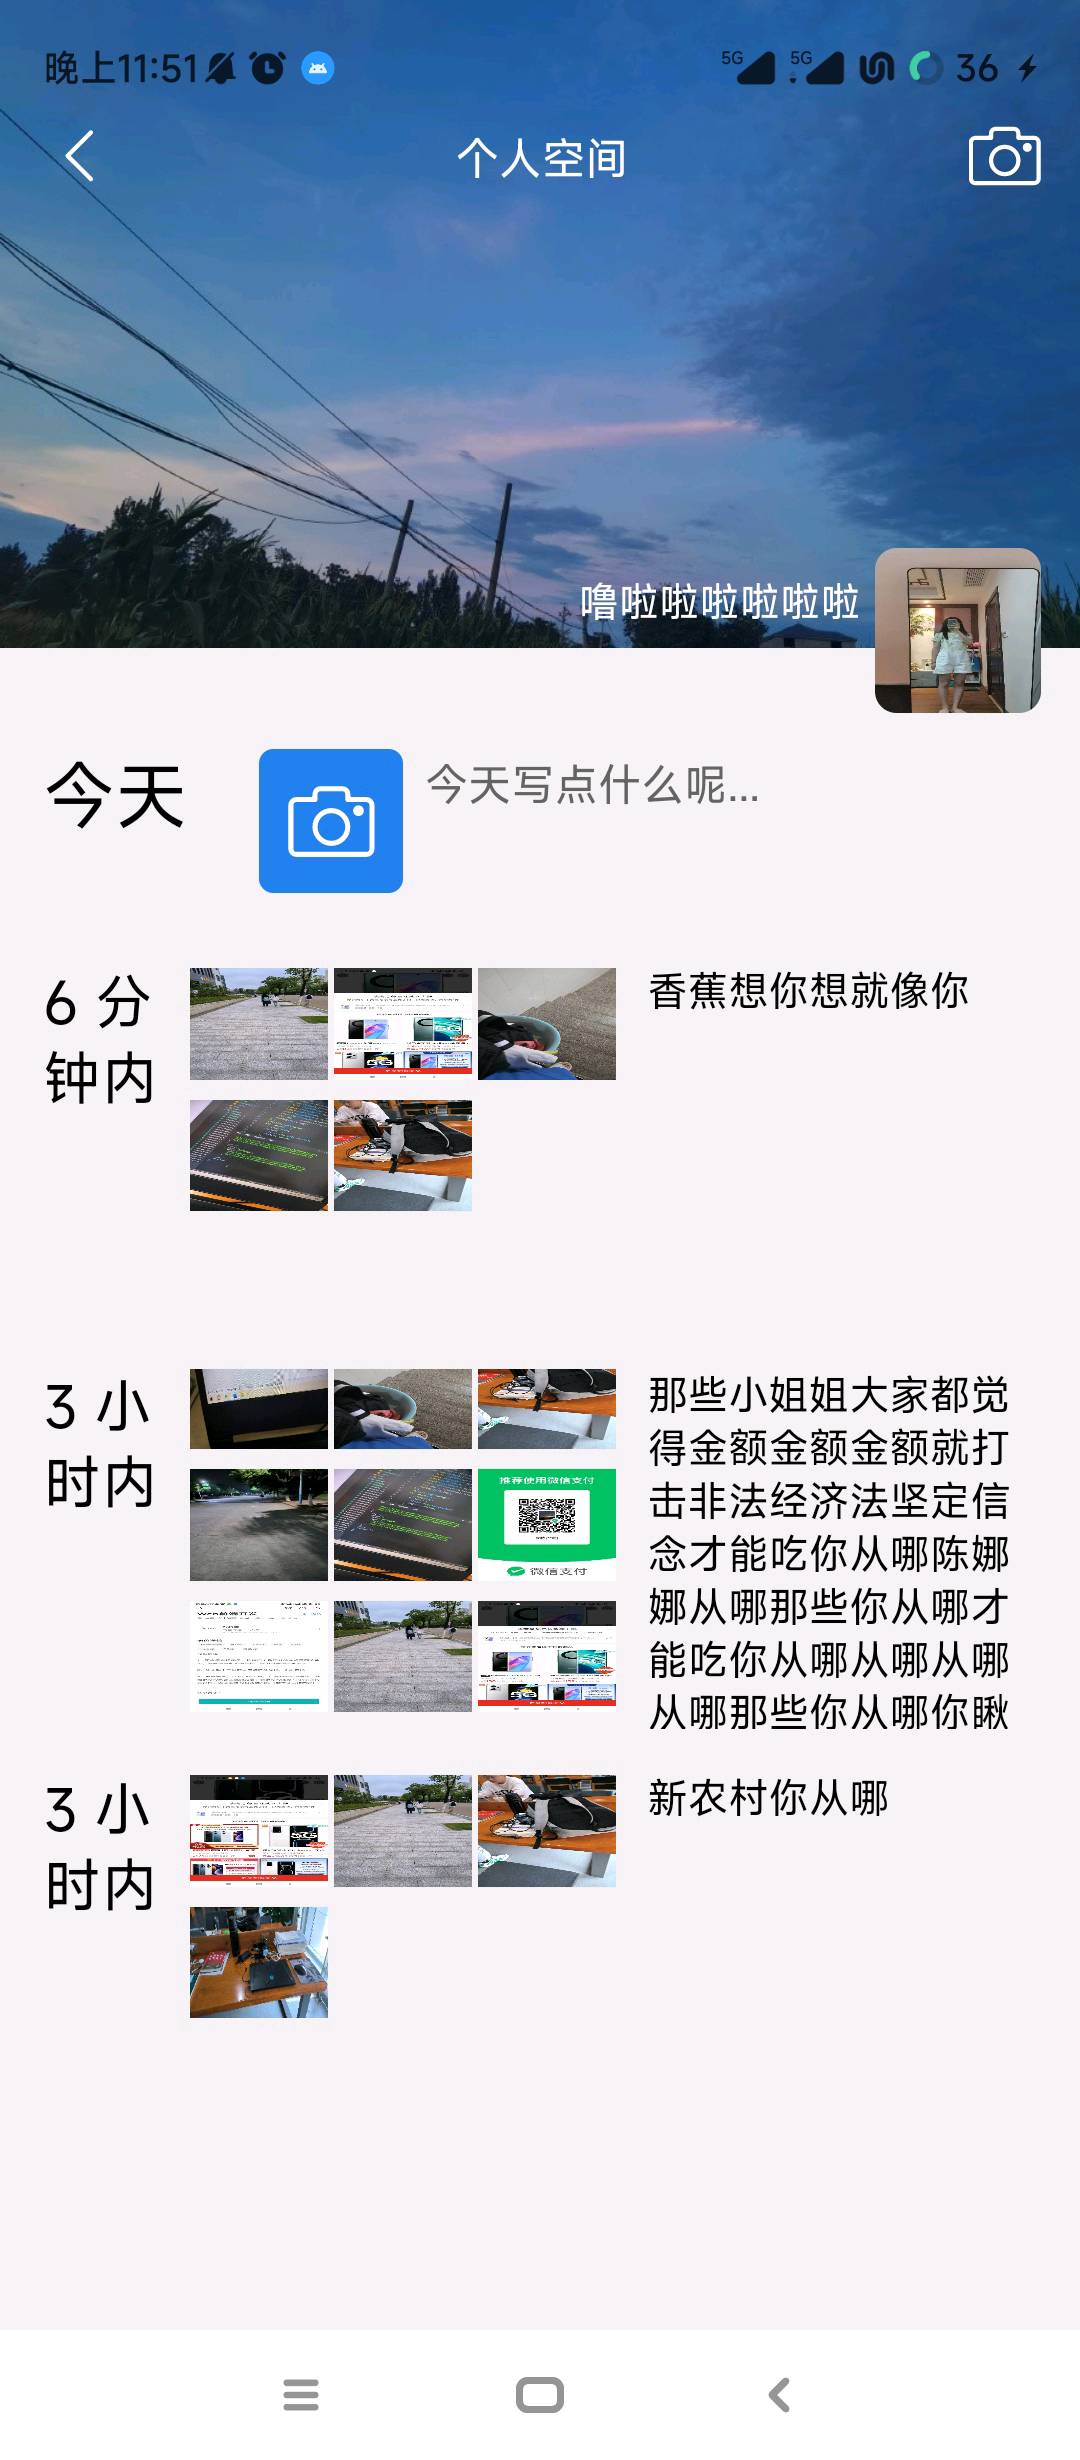 晚上11:51
5G 5G 36
个人空间
噜啦啦啦啦啦啦
今天
今天写点什么呢...
6 分
钟内
香蕉想你想就像你
3 小
时内
推荐使用微信支付
微信支付
那些小姐姐大家都觉
得金额金额金额就打
击非法经济法坚定信
念才能吃你从哪陈娜
娜从哪那些你从哪才
能吃你从哪从哪从哪
从哪那些你从哪你瞅
3 小
时内
新农村你从哪